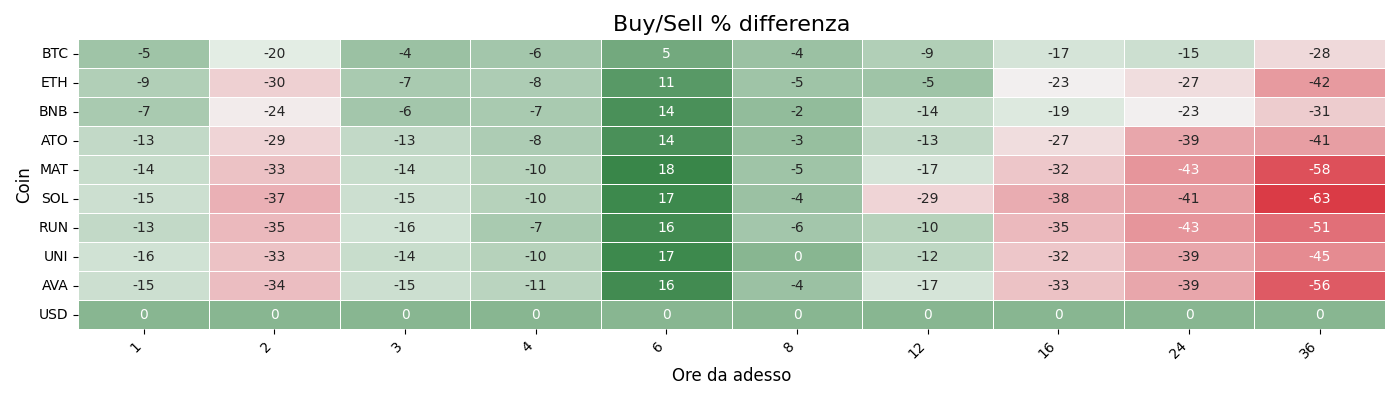 Buy/Sell % differenza
Coin
BTC -5 -20 -4 -6 5 -4 -9 -17 -15 -28
ETH -9 -30 -7 -8 11 -5 -5 -23 -27 -42
BNB -7 -24 -6 -7 14 -2 -14 -19 -23 -31
ATO -13 -29 -13 -8 14 -3 -13 -27 -39 -41
MAT -14 -33 -14 -10 18 -5 -17 -32 -43 -58
SOL -15 -37 -15 -10 17 -4 -29 -38 -41 -63
RUN -13 -35 -16 -7 16 -6 -10 -35 -43 -51
UNI -16 -33 -14 -10 17 0 -12 -32 -39 -45
AVA -15 -34 -15 -11 16 -4 -17 -33 -39 -56
USD 0 0 0 0 0 0 0 0 0 0
1 2 3 4 6 8 12 16 24 36
Ore da adesso